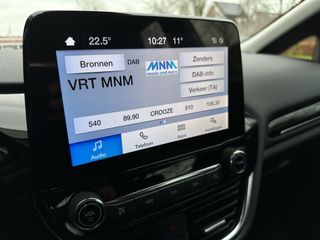 22.5° 10:27 11°
Bronnen DAB MNM Zenders
music and more
DAB-info
VRT MNM
Verkeer (TA)
540 89.90 CROOZE 810 106.30
Audio Telefoon Apps Instellingen
VOL